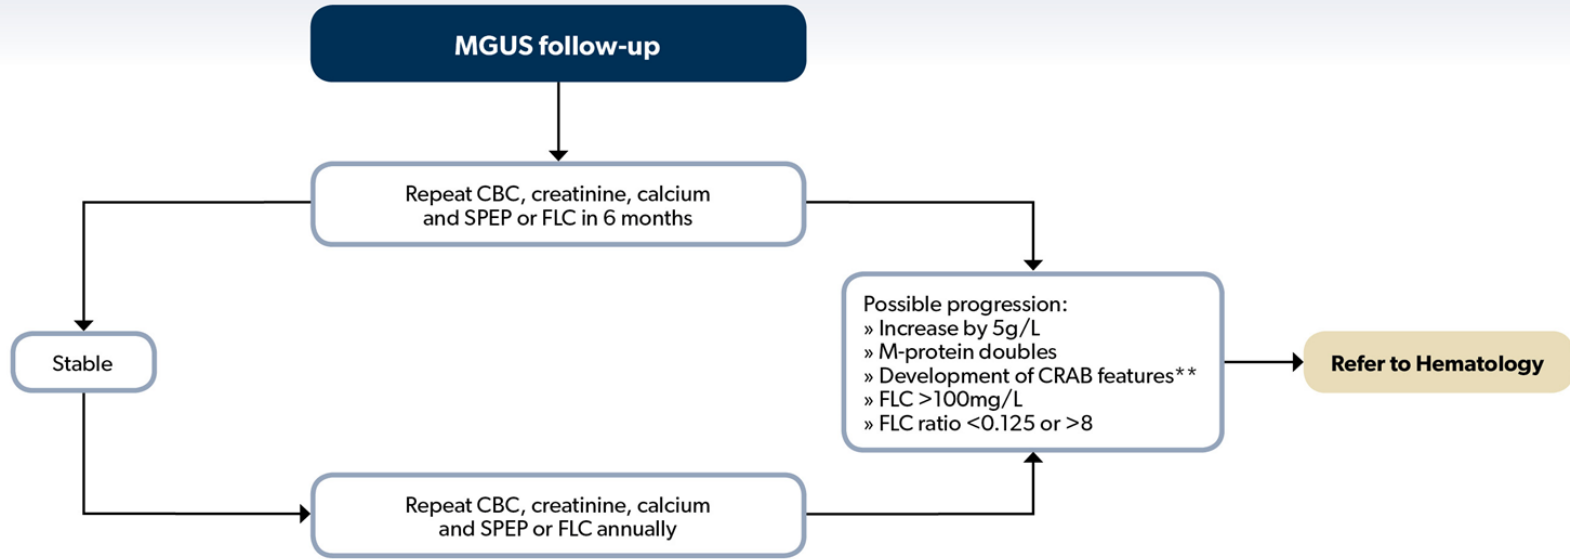 MGUS follow-up
Repeat CBC, creatinine, calcium
and SPEP or FLC in 6 months
Stable
Possible progression:
» Increase by 5g/L
» M-protein doubles
» Development of CRAB features**
» FLC >100mg/L
» FLC ratio <0.125 or >8
Refer to Hematology
Repeat CBC, creatinine, calcium
and SPEP or FLC annually